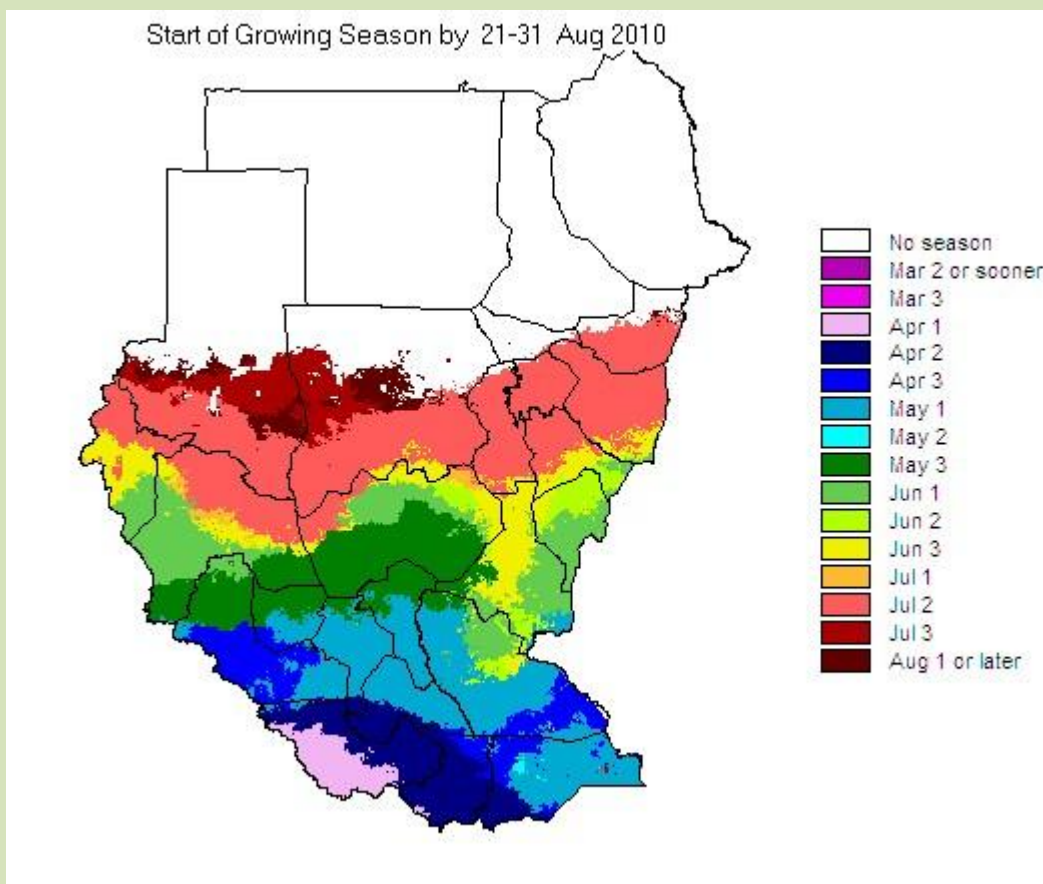 Start of Growing Season by 21-31 Aug 2010
No season
Mar 2 or sooner
Mar 3
Apr 1
Apr 2
Apr 3
May 1
May 2
May 3
Jun 1
Jun 2
Jun 3
Jul 1
Jul 2
Jul 3
Aug 1 or later